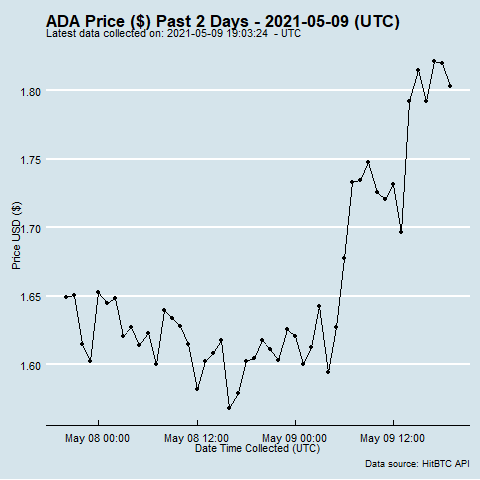 ADA Price ($) Past 2 Days - 2021-05-09 (UTC)
Latest data collected on: 2021-05-09 19:03:24  - UTC
1.80
1.75
1.70
1.65
1.60
Price USD ($)
May 08 00:00 May 08 12:00 May 09 00:00 May 09 12:00
Date Time Collected (UTC)
Data source: HitBTC API